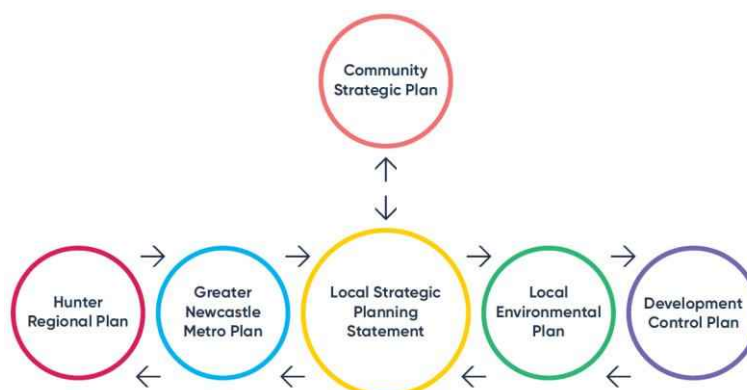 Community
Strategic Plan
Hunter
Regional Plan
Greater
Newcastle
Metro Plan
Local Strategic
Planning
Statement
Local
Environmental
Plan
Development
Control Plan